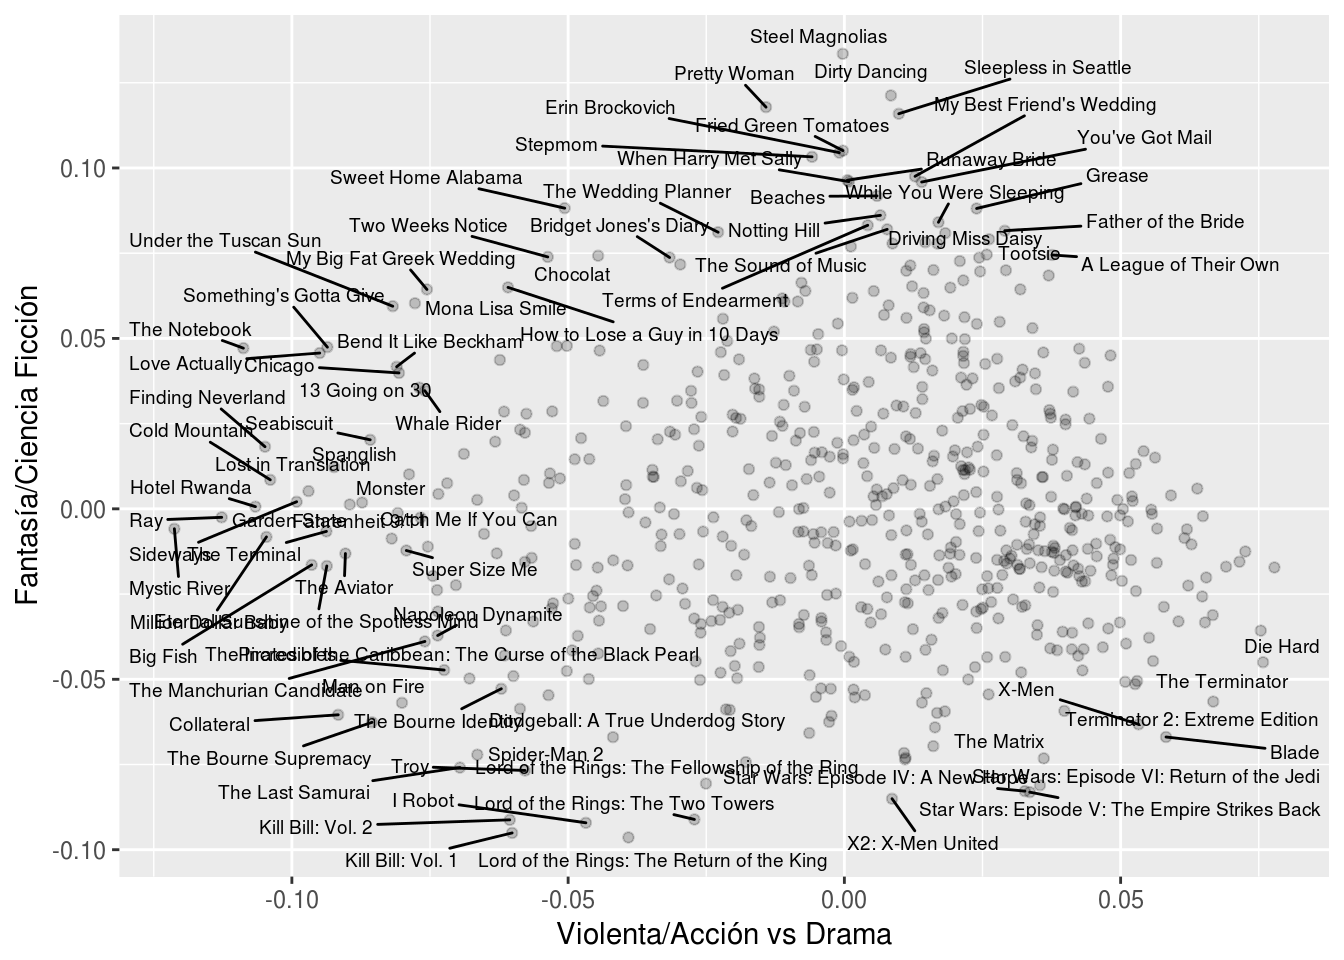 Steel Magnolias
Pretty Woman
Dirty Dancing
Sleepless in Seattle
Erin Brockovich
My Best Friend's Wedding
Fried Green Tomatoes
You've Got Mail
Stepmom
When Harry Met Sally
Runaway Bride
0.10
Sweet Home Alabama
Grease
The Wedding Planner
Beaches
While You Were Sleeping
Two Weeks Notice
Bridget Jones's Diary
Notting Hill
Father of the Bride
Under the Tuscan Sun
Driving Miss Daisy
Tootsie
My Big Fat Greek Wedding
The Sound of Music
A League of Their Own
Chocolat
Something's Gotta Give
Terms of Endearment
Mona Lisa Smile
The Notebook
How to Lose a Guy in 10 Days
0.05
Bend It Like Beckham
Love Actually
Chicago
13 Going on 30
Finding Neverland
Seabiscuit
Whale Rider
Cold Mountain
Spanglish
Lost in Translation
Hotel Rwanda
Monster
0.00
Ray
Garden State
Fahrenheit 9/11
Catch Me If You Can
Sideways
The Terminal
Super Size Me
Mystic River
The Aviator
Napoleon Dynamite
Million Dollar Baby
Eternal Sunshine of the Spotless Mind
Die Hard
Big Fish
The Incredibles
Pirates of the Caribbean: The Curse of the Black Pearl
-0.05
The Terminator
The Manchurian Candidate
Man on Fire
X-Men
Collateral
The Bourne Identity
Dodgeball: A True Underdog Story
Terminator 2: Extreme Edition
The Matrix
Blade
The Bourne Supremacy
Spider-Man 2
Troy
Lord of the Rings: The Fellowship of the Ring
Star Wars: Episode IV: A New Hope
Star Wars: Episode VI: Return of the Jedi
The Last Samurai
I Robot
Lord of the Rings: The Two Towers
Star Wars: Episode V: The Empire Strikes Back
Kill Bill: Vol. 2
X2: X-Men United
-0.10
Kill Bill: Vol. 1
Lord of the Rings: The Return of the King
-0.10
-0.05
0.00
0.05
Violenta/Acción vs Drama
Fantasía/Ciencia Ficción